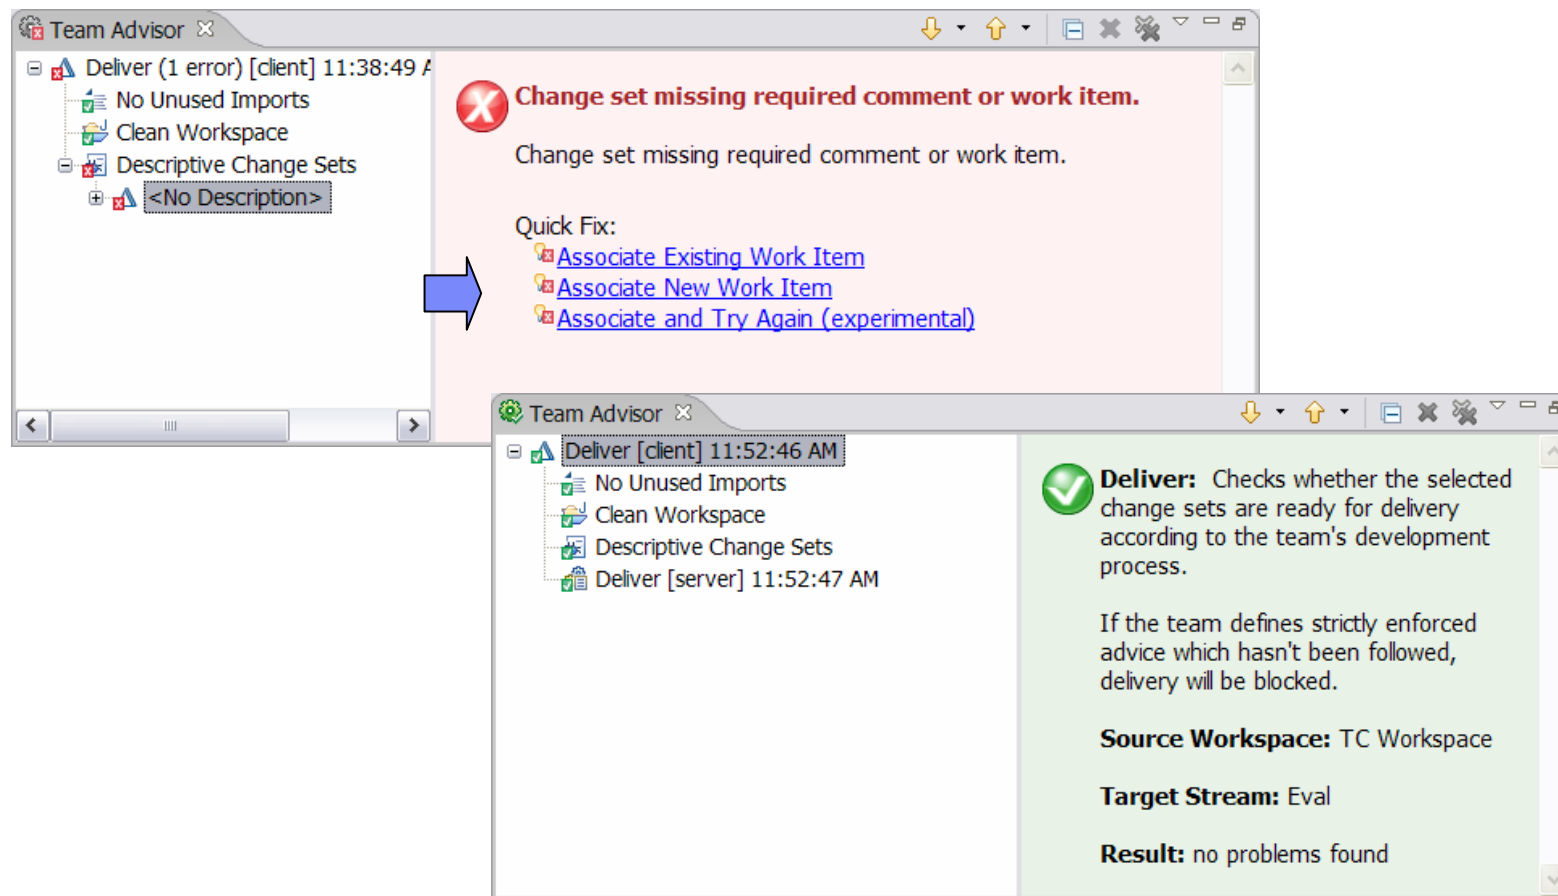 Team Advisor
Deliver (1 error) [client] 11:38:49
No Unused Imports
Clean Workspace
Descriptive Change Sets
<No Description>
Change set missing required comment or work item.
Change set missing required comment or work item.
Quick Fix:
Associate Existing Work Item
Associate New Work Item
Associate and Try Again (experimental)
Team Advisor
Deliver [client] 11:52:46 AM
No Unused Imports
Clean Workspace
Descriptive Change Sets
Deliver [server] 11:52:47 AM
Deliver: Checks whether the selected
change sets are ready for delivery
according to the team's development
process.
If the team defines strictly enforced
advice which hasn't been followed,
delivery will be blocked.
Source Workspace: TC Workspace
Target Stream: Eval
Result: no problems found